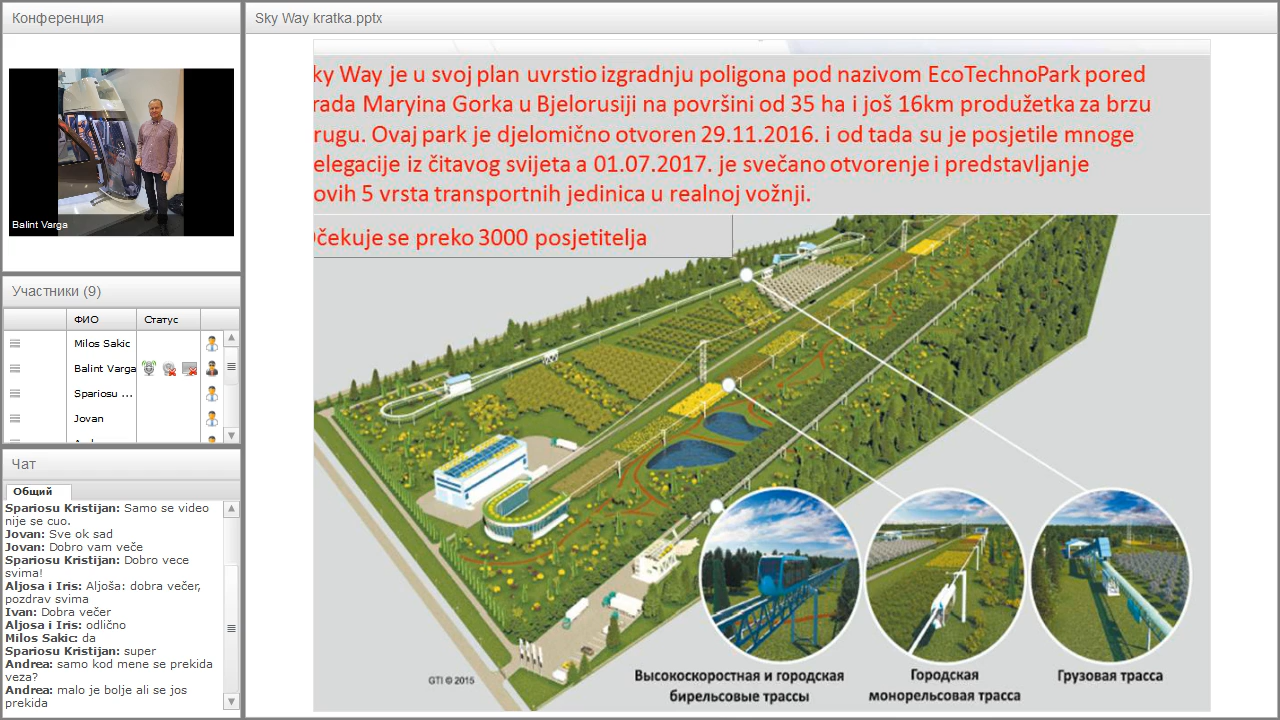 Конференция
Balint Varga
Участники (9)
ФИО Статус
Milos Sakic
Balint Varga
Spariosu ...
Jovan
Чат
Общий
Spariosu Kristijan: Samo se video
nije se cuo.
Jovan: Sve ok sad
Jovan: Dobro vam veče
Spariosu Kristijan: Dobro vece
svima!
Aljosa i Iris: Aljoša: dobra večer,
pozdrav svima
Ivan: Dobra večer
Aljosa i Iris: odlično
Milos Sakic: da
Spariosu Kristijan: super
Andrea: samo kod mene se prekida
veza?
Andrea: malo je bolje ali se jos
prekida
Sky Way kratka.pptx
ky Way je u svoj plan uvrstio izgradnju poligona pod nazivom EcoTechnoPark pored
rada Maryina Gorka u Bjelorusiji na površini od 35 ha i još 16km produžetka za brzu
rugu. Ovaj park je djelomično otvoren 29.11.2016. i od tada su je posjetile mnoge
elegacije iz čitavog svijeta a 01.07.2017. je svečano otvorenje i predstavljanje
ovih 5 vrsta transportnih jedinica u realnoj vožnji.
čekuje se preko 3000 posjetitelja
GTI © 2015
Высокоскоростная и городская
бирельсовые трассы
Городская
монорельсовая трасса
Грузовая трасса